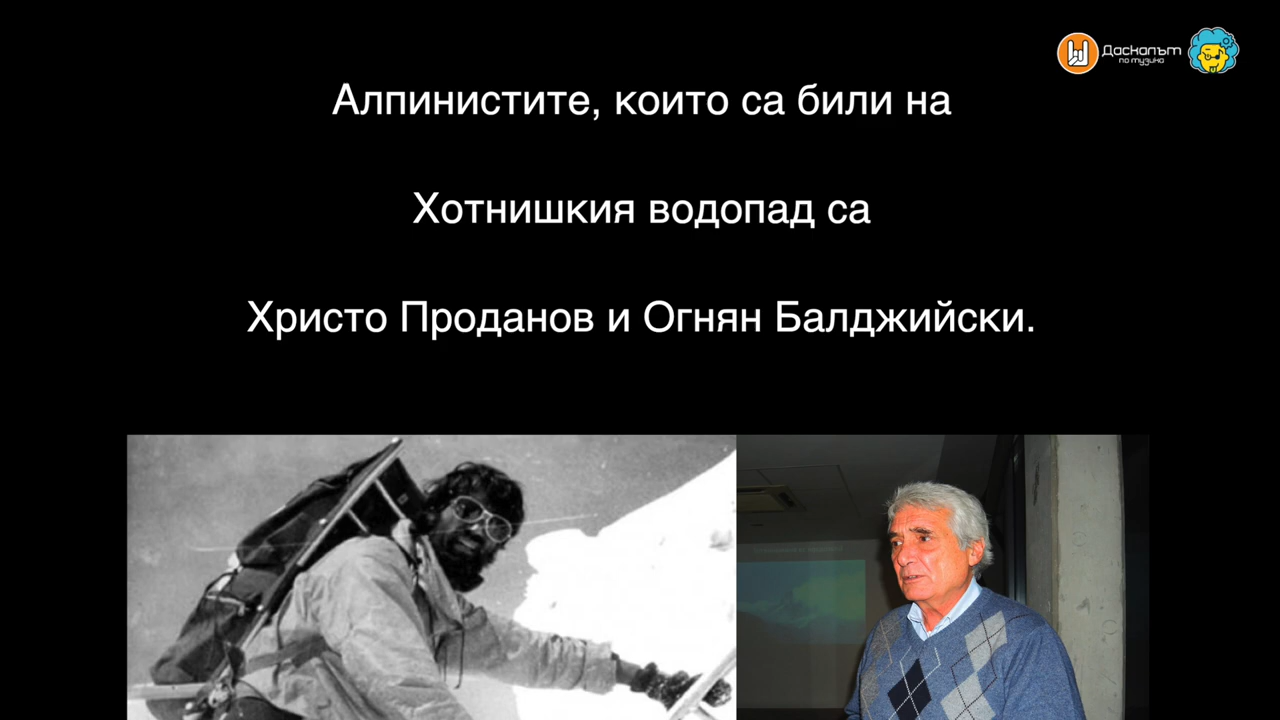 Даскалът
по музика
Алпинистите, които са били на
Хотнишкия водопад са
Христо Проданов и Огнян Балджийски.